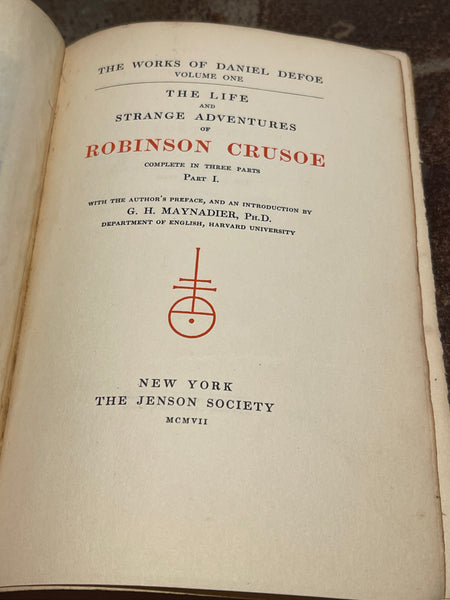 THE WORKS OF DANIEL DEFOE
VOLUME ONE
THE LIFE
AND
STRANGE ADVENTURES
OF
ROBINSON CRUSOE
COMPLETE IN THREE PARTS
PART I.
WITH THE AUTHOR'S PREFACE, AND AN INTRODUCTION BY
G. H. MAYNADIER, PH.D.
DEPARTMENT OF ENGLISH, HARVARD UNIVERSITY
NEW YORK
THE JENSON SOCIETY
MCMVII